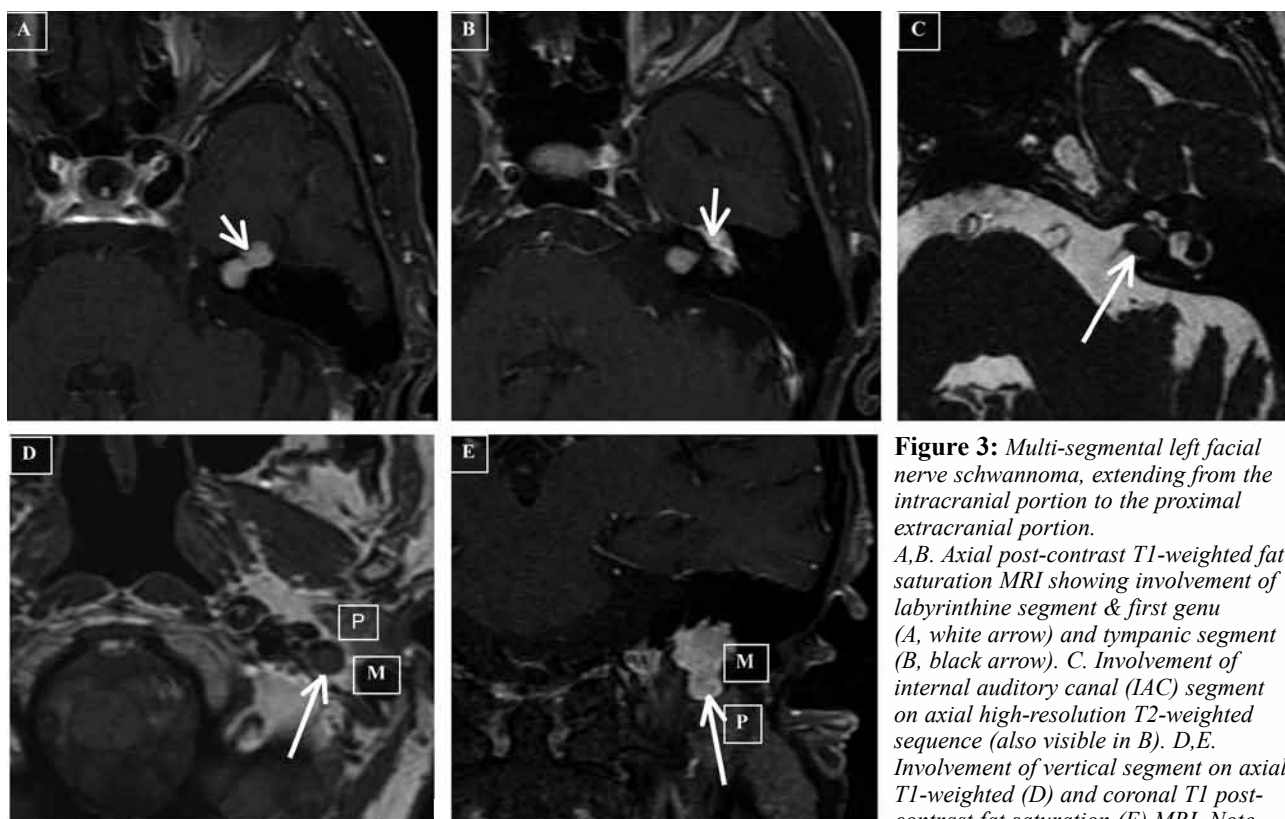 A
B
C
D
P
M
E
M
P
Figure 3: Multi-segmental left facial
nerve schwannoma, extending from the
intracranial portion to the proximal
extracranial portion.
A,B. Axial post-contrast T1-weighted fat
saturation MRI showing involvement of
labyrinthine segment & first genu
(A, white arrow) and tympanic segment
(B, black arrow). C. Involvement of
internal auditory canal (IAC) segment
on axial high-resolution T2-weighted
sequence (also visible in B). D,E.
Involvement of vertical segment on axial
T1-weighted (D) and coronal T1 post-
contrast fat saturation (E) MRI. Note